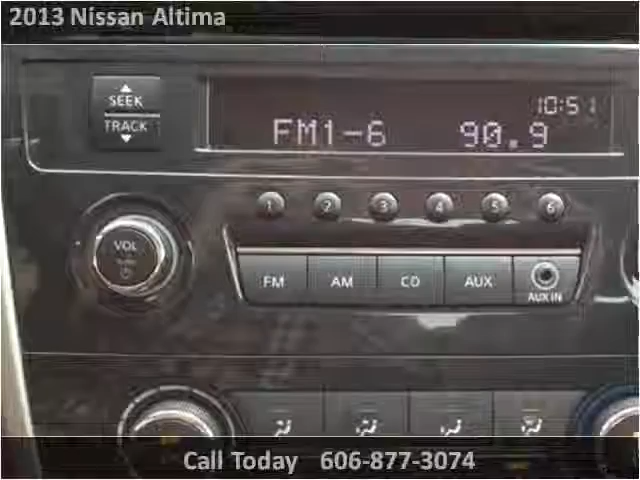 2013 Nissan Altima
SEEK
TRACK
10:51
FM1-6 90.9
1 2 3 4 5 6
VOL
FM AM CD AUX
AUX IN
Call Today 606-877-3074